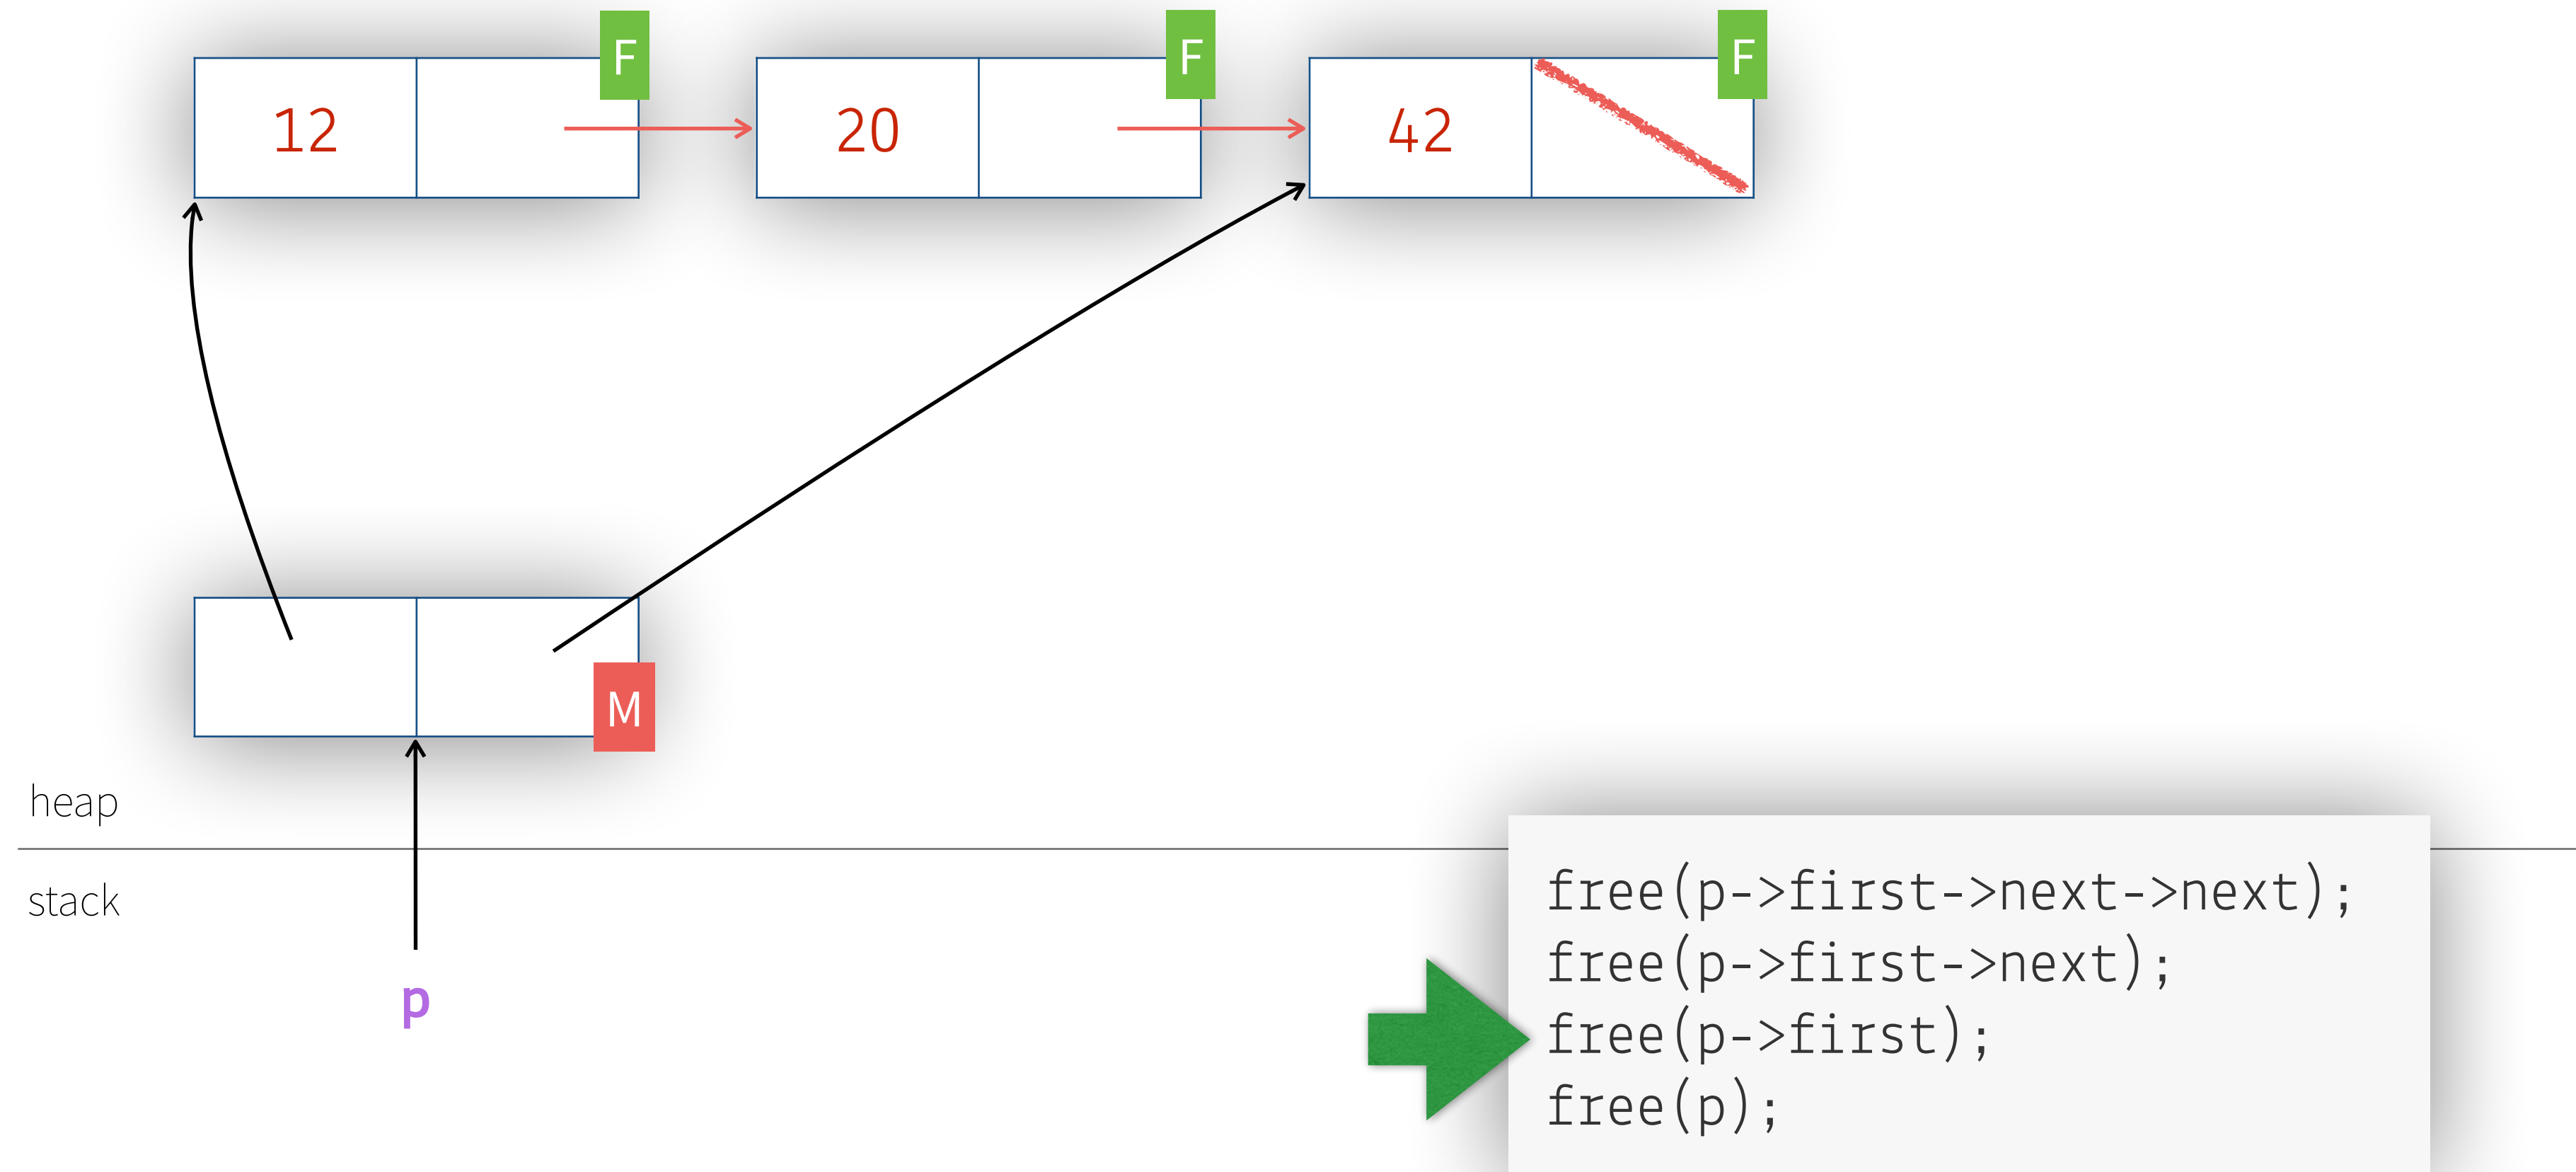 F F F
12 20 42
M
heap
stack
p
free(p->first->next->next);
free(p->first->next);
free(p->first);
free(p);